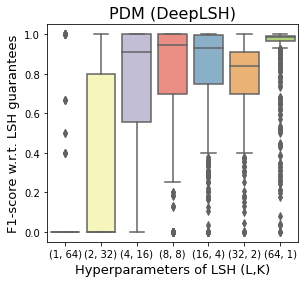 PDM (DeepLSH)
F1-score w.r.t. LSH guarantees
1.0
0.8
0.6
0.4
0.2
0.0
(1, 64) (2, 32) (4, 16) (8, 8) (16, 4) (32, 2) (64, 1)
Hyperparameters of LSH (L,K)